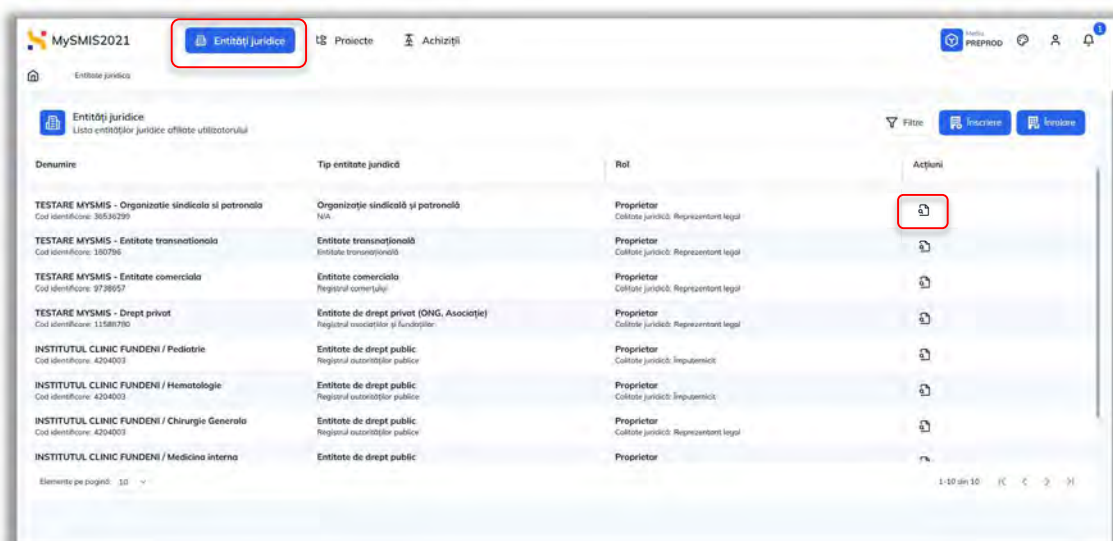 MySMIS2021 Entități juridice Proiecte Achiziții Mediu PREPROD 1
Entitate juridica
Entități juridice
Lista entităților juridice afiliate utilizatorului
Filtre Înscriere Înrolare
Denumire Tip entitate juridică Rol Acțiuni
TESTARE MYSMIS - Organizatie sindicala si patronala Organizație sindicală și patronală Proprietar
Cod identificare: 36536299 N/A Calitate juridică: Reprezentant legal
TESTARE MYSMIS - Entitate transnationala Entitate transnațională Proprietar
Cod identificare: 160796 Entitate transnațională Calitate juridică: Reprezentant legal
TESTARE MYSMIS - Entitate comerciala Entitate comerciala Proprietar
Cod identificare: 9738657 Registrul comerțului Calitate juridică: Reprezentant legal
TESTARE MYSMIS - Drept privat Entitate de drept privat (ONG, Asociație) Proprietar
Cod identificare: 11588780 Registrul asociațiilor și fundațiilor Calitate juridică: Reprezentant legal
INSTITUTUL CLINIC FUNDENI / Pediatrie Entitate de drept public Proprietar
Cod identificare: 4204003 Registrul autorităților publice Calitate juridică: Împuternicit
INSTITUTUL CLINIC FUNDENI / Hematologie Entitate de drept public Proprietar
Cod identificare: 4204003 Registrul autorităților publice Calitate juridică: Împuternicit
INSTITUTUL CLINIC FUNDENI / Chirurgie Generala Entitate de drept public Proprietar
Cod identificare: 4204003 Registrul autorităților publice Calitate juridică: Reprezentant legal
INSTITUTUL CLINIC FUNDENI / Medicina interna Entitate de drept public Proprietar
Elemente pe pagină: 10 1-10 din 10